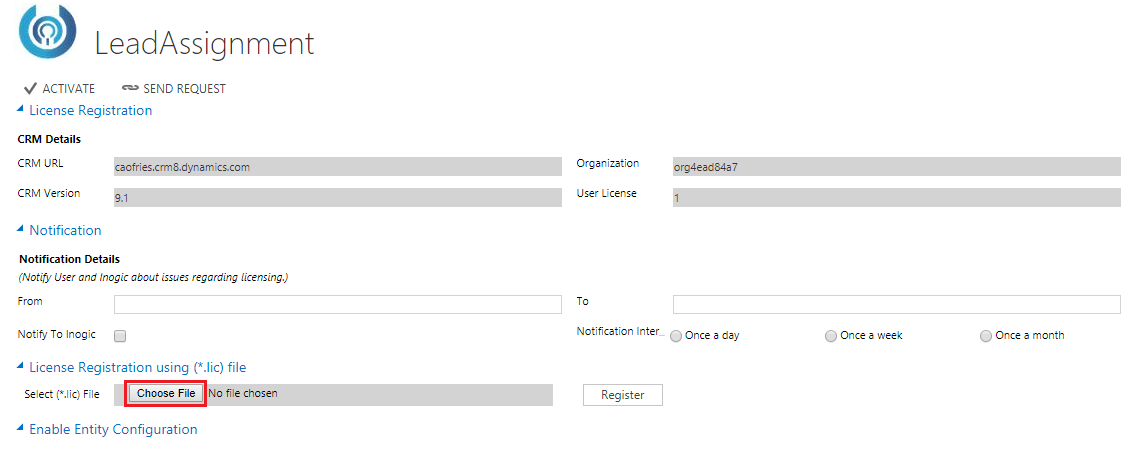 LeadAssignment
ACTIVATE SEND REQUEST
License Registration
CRM Details
CRM URL caofries.crm8.dynamics.com Organization org4ead84a7
CRM Version 9.1 User License 1
Notification
Notification Details
(Notify User and Inogic about issues regarding licensing.)
From To
Notify To Inogic Notification Inter... Once a day Once a week Once a month
License Registration using (*.lic) file
Select (*.lic) File Choose File No file chosen Register
Enable Entity Configuration